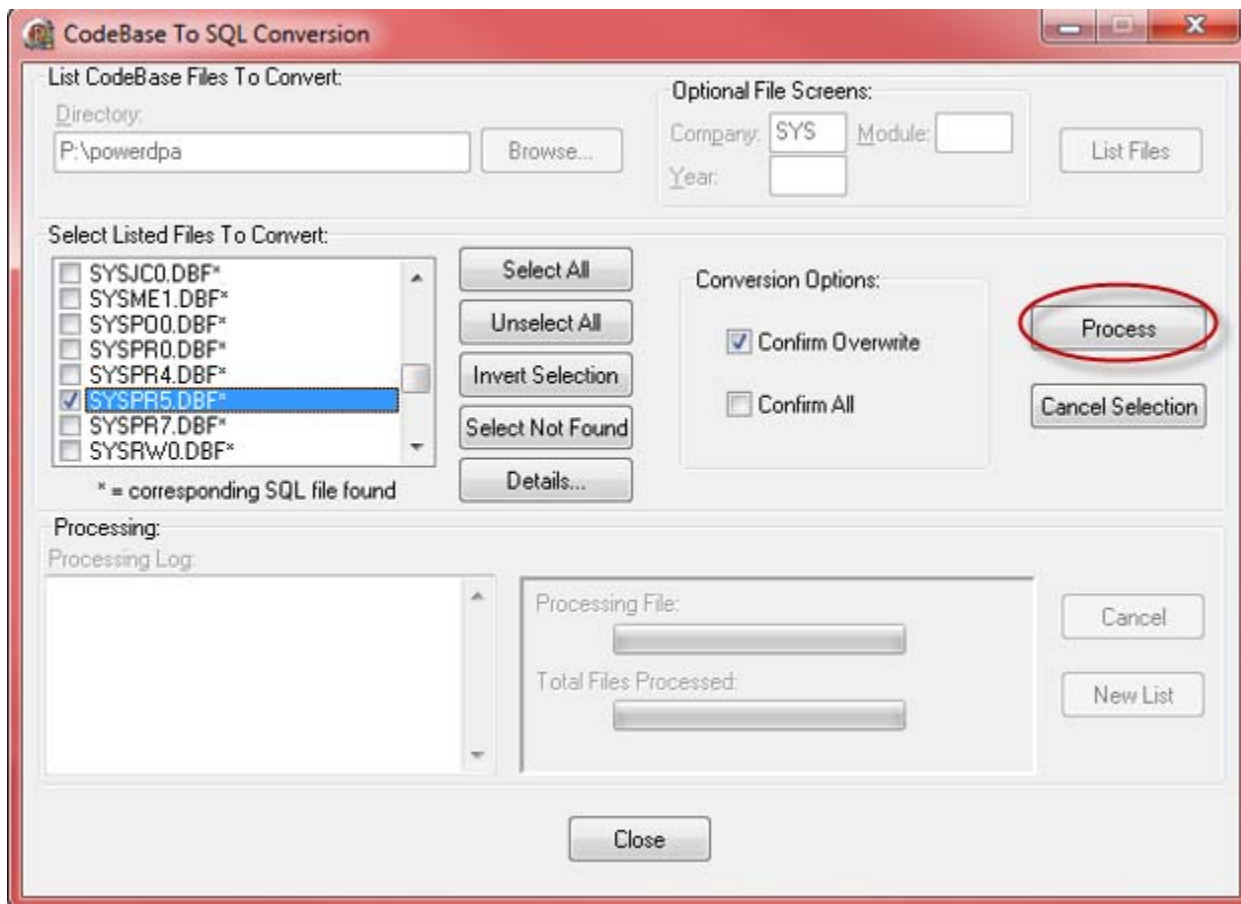 CodeBase To SQL Conversion
List CodeBase Files To Convert:
Directory:
P:\powerdpa
Browse...
Optional File Screens:
Company: SYS Module:
Year:
List Files
Select Listed Files To Convert:
SYSJC0.DBF*
SYSME1.DBF*
SYSPO0.DBF*
SYSPR0.DBF*
SYSPR4.DBF*
SYSPR5.DBF*
SYSPR7.DBF*
SYSRW0.DBF*
* = corresponding SQL file found
Select All
Unselect All
Invert Selection
Select Not Found
Details...
Conversion Options:
Confirm Overwrite
Confirm All
Process
Cancel Selection
Processing:
Processing Log:
Processing File:
Total Files Processed:
Cancel
New List
Close